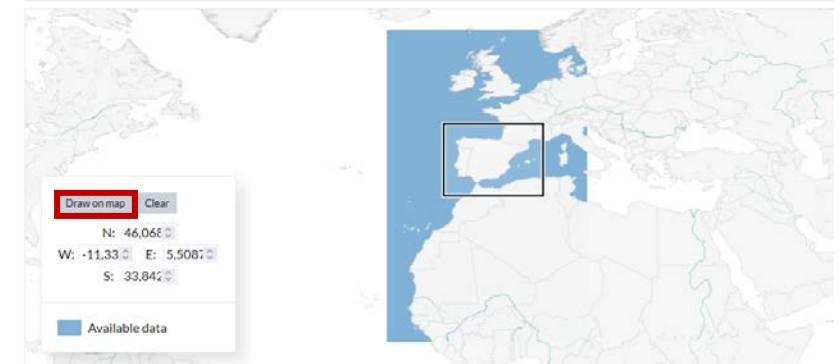 Draw on map Clear
N: 46,068
W: -11,33 E: 5,5087
S: 33,842
Available data